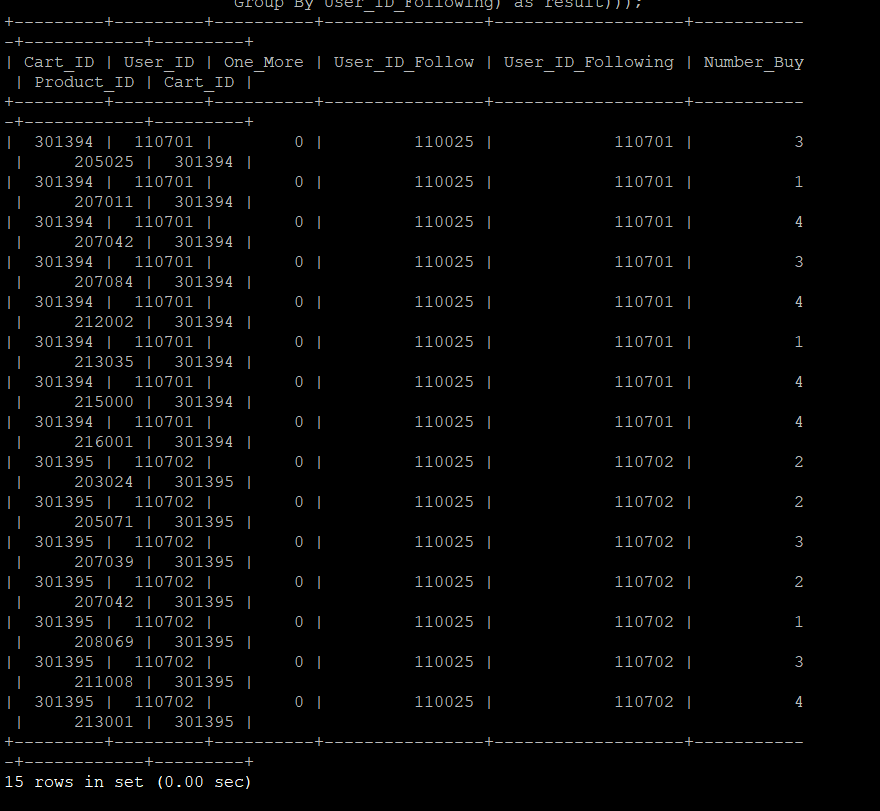 Group By User_ID_Following) as result)));
+---------+---------+----------+----------------+-------------------+-----------
-+------------+---------+
| Cart_ID | User_ID | One_More | User_ID_Follow | User_ID_Following | Number_Buy
 | Product_ID | Cart_ID |
+---------+---------+----------+----------------+-------------------+-----------
-+------------+---------+
|  301394 |  110701 |        0 |         110025 |            110701 |          3
 |     205025 |  301394 |
|  301394 |  110701 |        0 |         110025 |            110701 |          1
 |     207011 |  301394 |
|  301394 |  110701 |        0 |         110025 |            110701 |          4
 |     207042 |  301394 |
|  301394 |  110701 |        0 |         110025 |            110701 |          3
 |     207084 |  301394 |
|  301394 |  110701 |        0 |         110025 |            110701 |          4
 |     212002 |  301394 |
|  301394 |  110701 |        0 |         110025 |            110701 |          1
 |     213035 |  301394 |
|  301394 |  110701 |        0 |         110025 |            110701 |          4
 |     215000 |  301394 |
|  301394 |  110701 |        0 |         110025 |            110701 |          4
 |     216001 |  301394 |
|  301395 |  110702 |        0 |         110025 |            110702 |          2
 |     203024 |  301395 |
|  301395 |  110702 |        0 |         110025 |            110702 |          2
 |     205071 |  301395 |
|  301395 |  110702 |        0 |         110025 |            110702 |          3
 |     207039 |  301395 |
|  301395 |  110702 |        0 |         110025 |            110702 |          2
 |     207042 |  301395 |
|  301395 |  110702 |        0 |         110025 |            110702 |          1
 |     208069 |  301395 |
|  301395 |  110702 |        0 |         110025 |            110702 |          3
 |     211008 |  301395 |
|  301395 |  110702 |        0 |         110025 |            110702 |          4
 |     213001 |  301395 |
+---------+---------+----------+----------------+-------------------+-----------
-+------------+---------+
15 rows in set (0.00 sec)